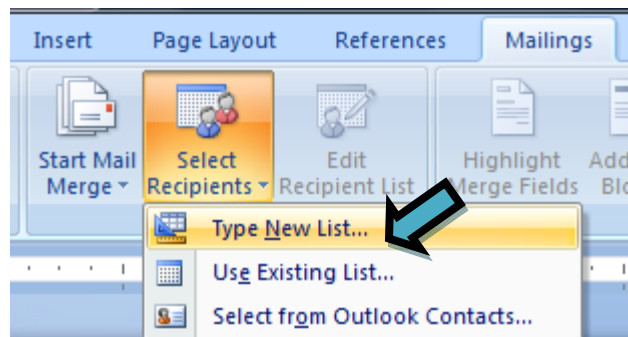 Insert Page Layout References Mailings
Start Mail Merge
Select Recipients
Edit Recipient List
Highlight Merge Fields
Type New List...
Use Existing List...
Select from Outlook Contacts...